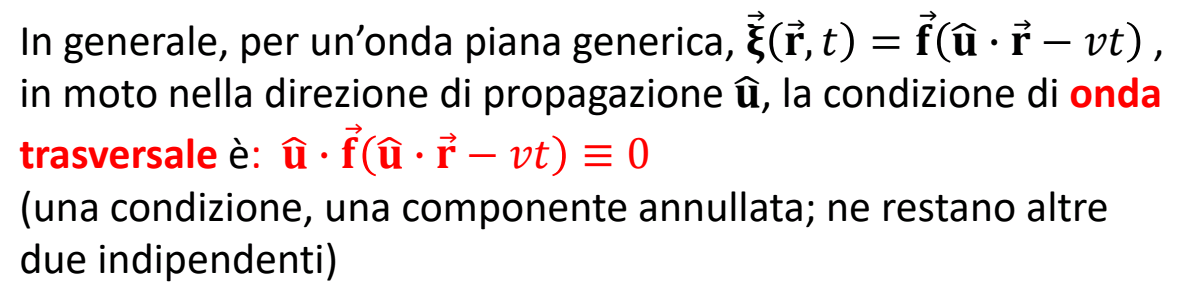 In generale, per un’onda piana generica, $\vec{\boldsymbol{\xi}}(\vec{\mathbf{r}}, t) = \vec{\mathbf{f}}(\hat{\mathbf{u}} \cdot \vec{\mathbf{r}} - vt)$ ,
in moto nella direzione di propagazione $\hat{\mathbf{u}}$, la condizione di onda
trasversale è: $\hat{\mathbf{u}} \cdot \vec{\mathbf{f}}(\hat{\mathbf{u}} \cdot \vec{\mathbf{r}} - vt) \equiv 0$
(una condizione, una componente annullata; ne restano altre
due indipendenti)